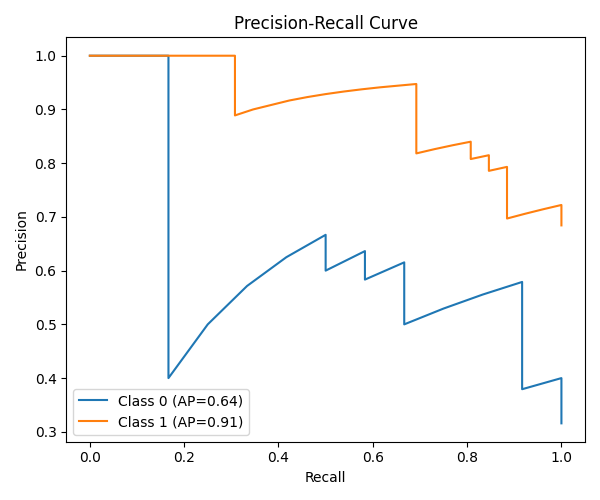 Precision-Recall Curve
1.0
0.9
0.8
0.7
0.6
0.5
0.4
0.3
Precision
Class 0 (AP=0.64)
Class 1 (AP=0.91)
0.0 0.2 0.4 0.6 0.8 1.0
Recall